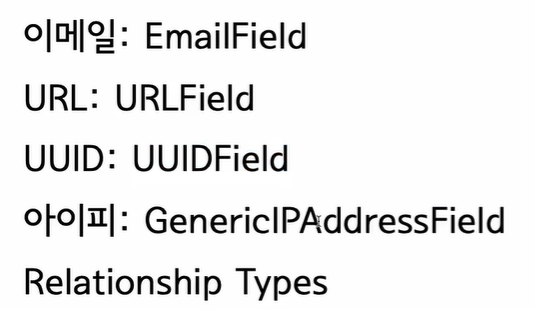 이메일: EmailField
URL: URLField
UUID: UUIDField
아이피: GenericIPAddressField
Relationship Types